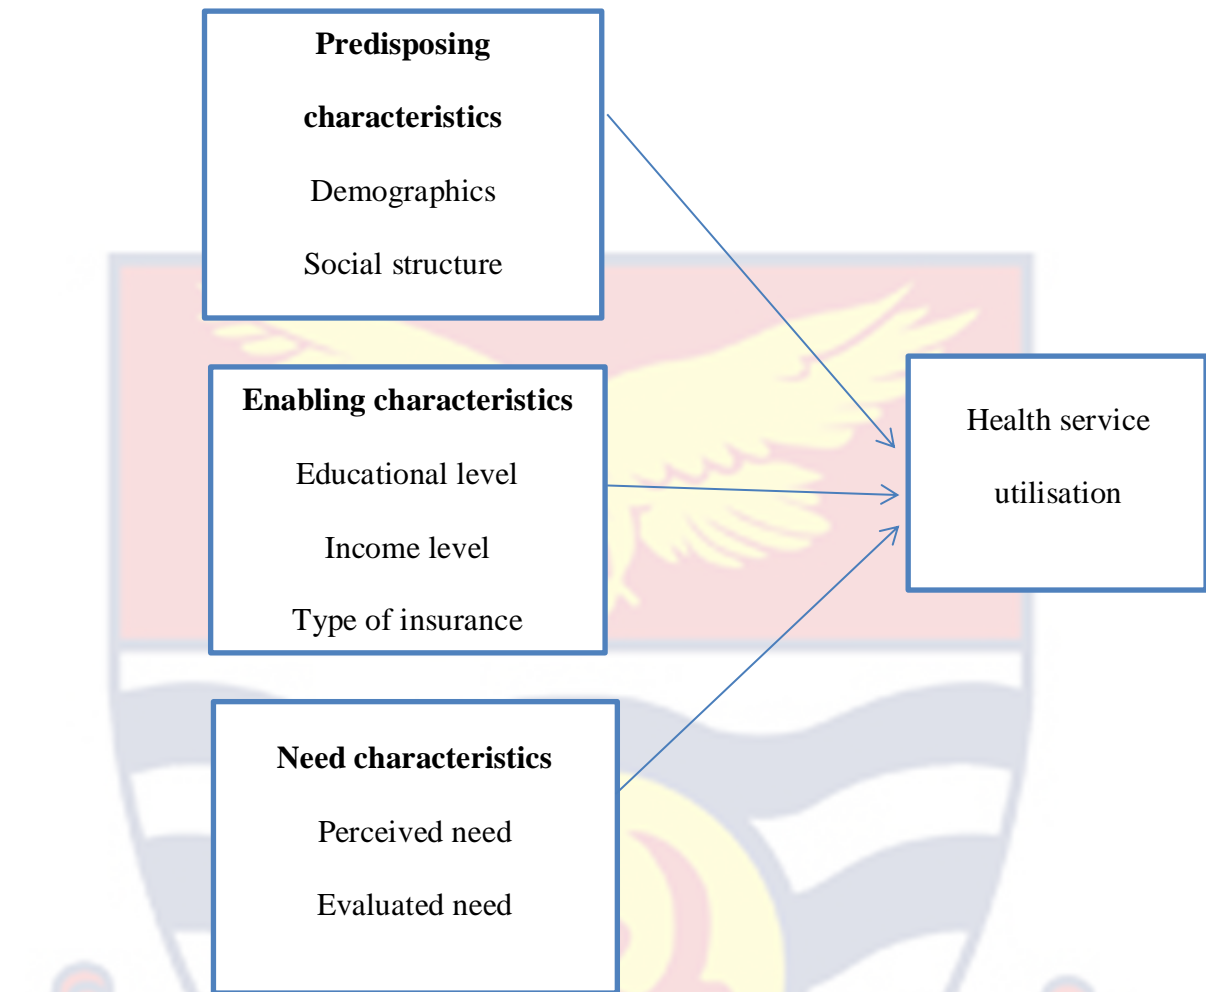 Predisposing
characteristics
Demographics
Social structure
Enabling characteristics
Educational level
Income level
Type of insurance
Need characteristics
Perceived need
Evaluated need
Health service
utilisation